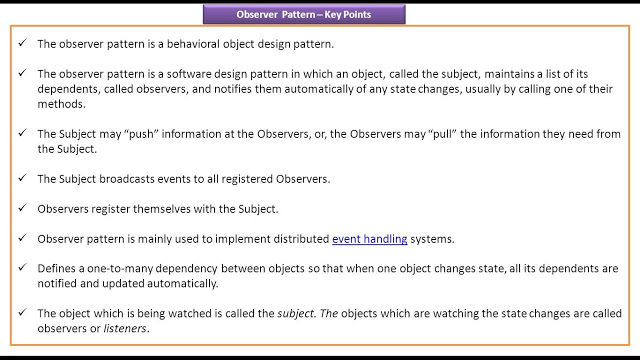 Observer Pattern – Key Points
✓ The observer pattern is a behavioral object design pattern.
✓ The observer pattern is a software design pattern in which an object, called the subject, maintains a list of its
dependents, called observers, and notifies them automatically of any state changes, usually by calling one of their
methods.
✓ The Subject may “push” information at the Observers, or, the Observers may “pull” the information they need from
the Subject.
✓ The Subject broadcasts events to all registered Observers.
✓ Observers register themselves with the Subject.
✓ Observer pattern is mainly used to implement distributed event handling systems.
✓ Defines a one-to-many dependency between objects so that when one object changes state, all its dependents are
notified and updated automatically.
✓ The object which is being watched is called the subject. The objects which are watching the state changes are called
observers or listeners.